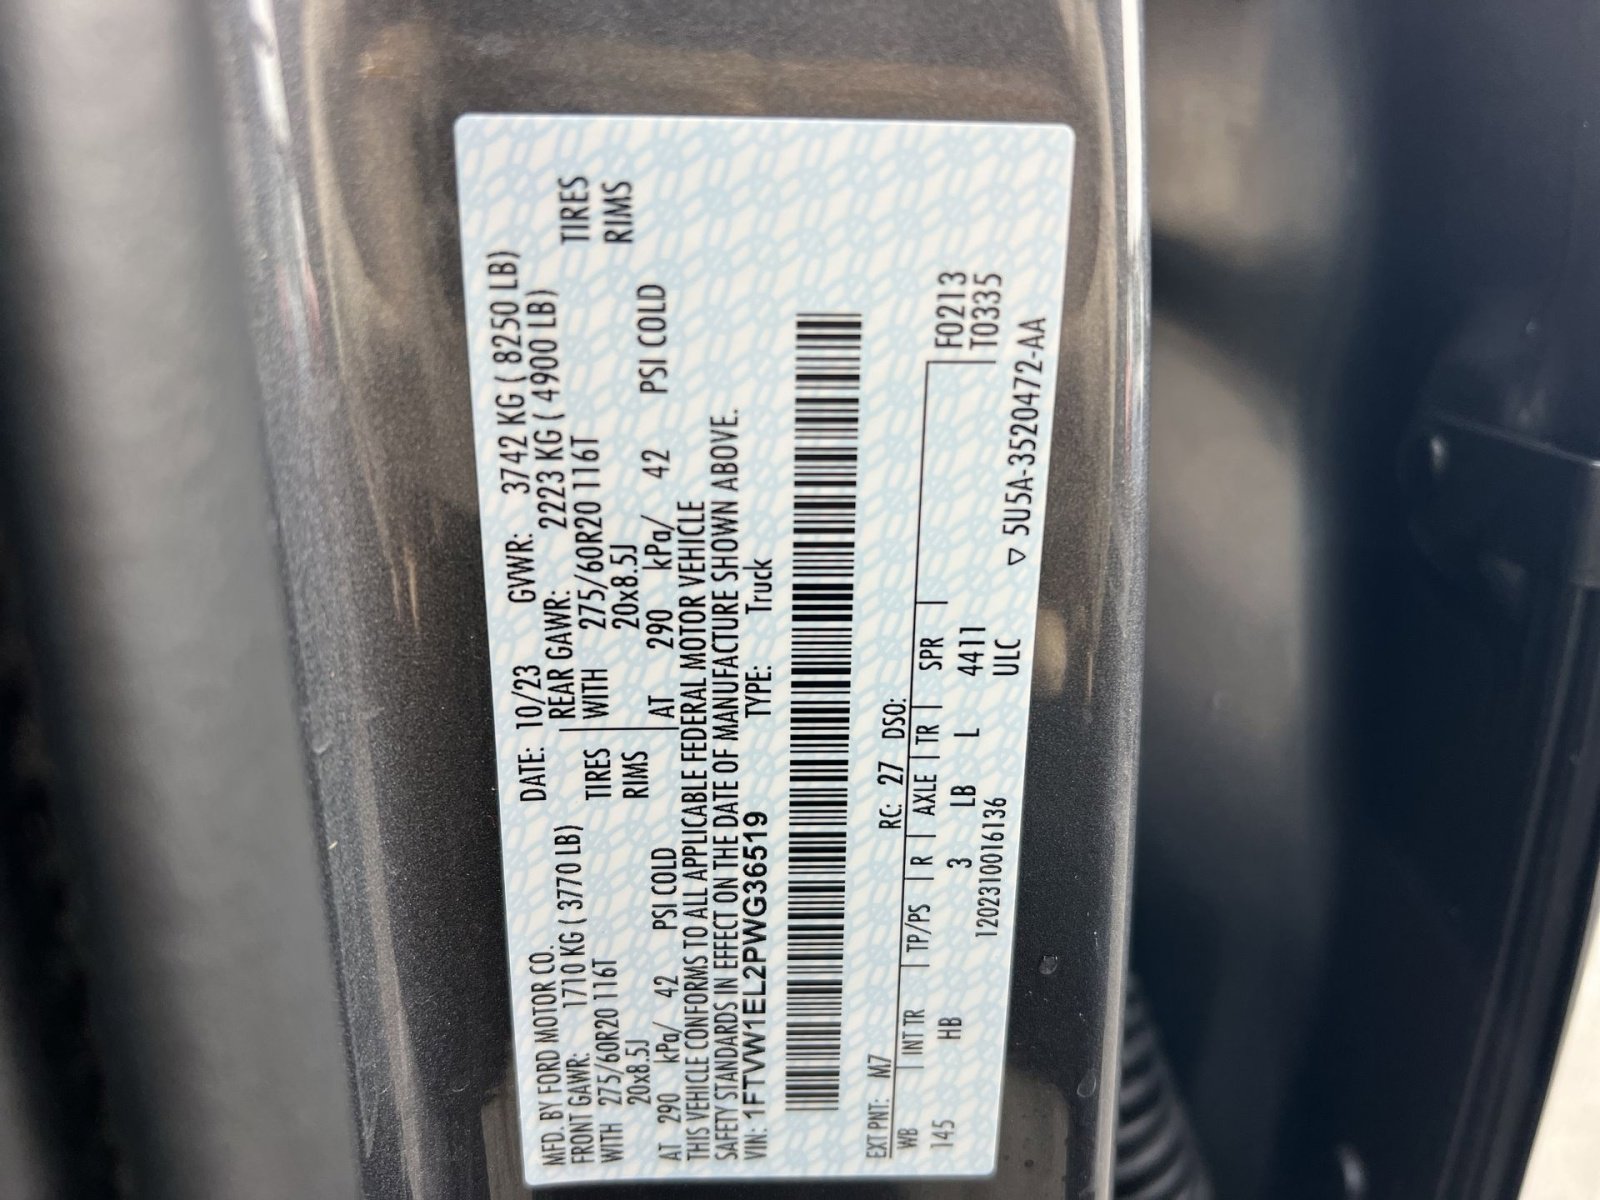 MFD. BY FORD MOTOR CO. DATE: 10/23 GVWR: 3742 KG ( 8250 LB)
FRONT GAWR: 1710 KG ( 3770 LB) REAR GAWR: 2223 KG ( 4900 LB)
WITH 275/60R20 116T TIRES WITH 275/60R20 116T TIRES
20x8.5J RIMS 20x8.5J RIMS
AT 290 kPa/ 42 PSI COLD AT 290 kPa/ 42 PSI COLD
THIS VEHICLE CONFORMS TO ALL APPLICABLE FEDERAL MOTOR VEHICLE
SAFETY STANDARDS IN EFFECT ON THE DATE OF MANUFACTURE SHOWN ABOVE.
VIN: 1FTVW1EL2PWG36519 TYPE: Truck
EXT PNT: M7 RC: 27 DSO:
WB INT TR TP/PS R AXLE TR SPR F0213
145 HB 3 LB L 4411 T0335
1202310016136 ULC
▽ 5U5A-3520472-AA